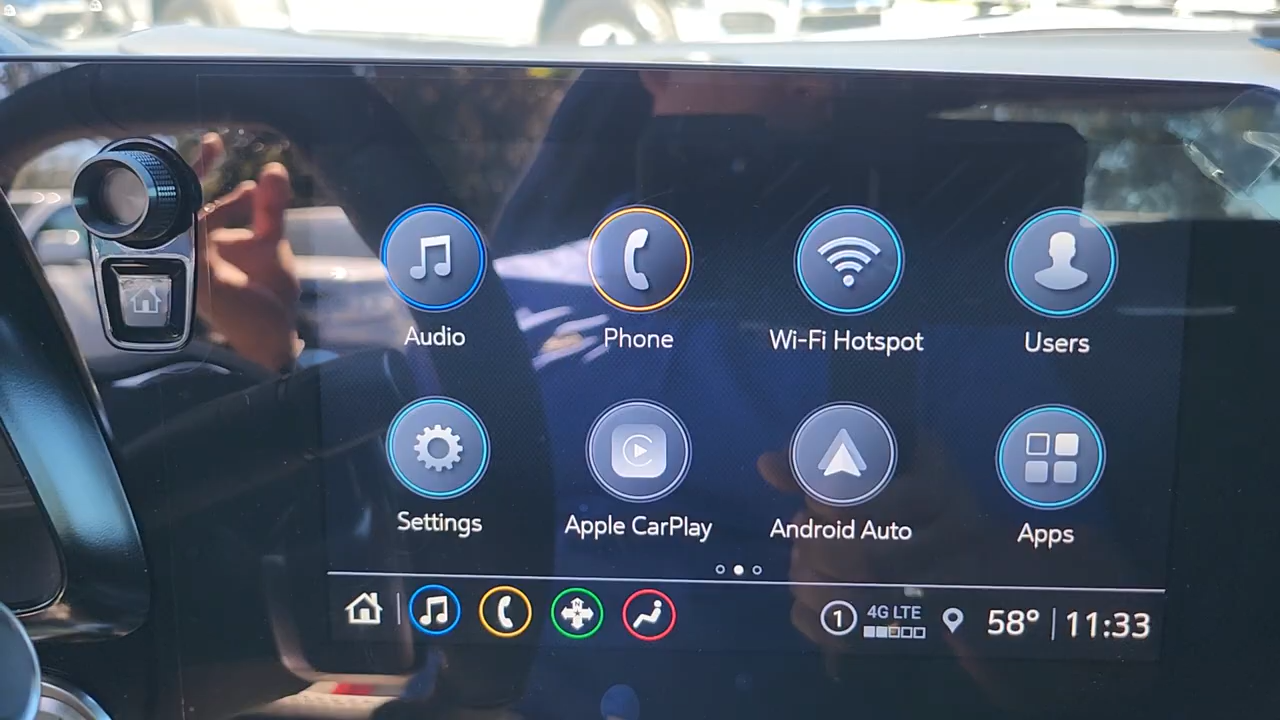 Audio
Phone
Wi-Fi Hotspot
Users
Settings
Apple CarPlay
Android Auto
Apps
1
4G LTE
58°
11:33